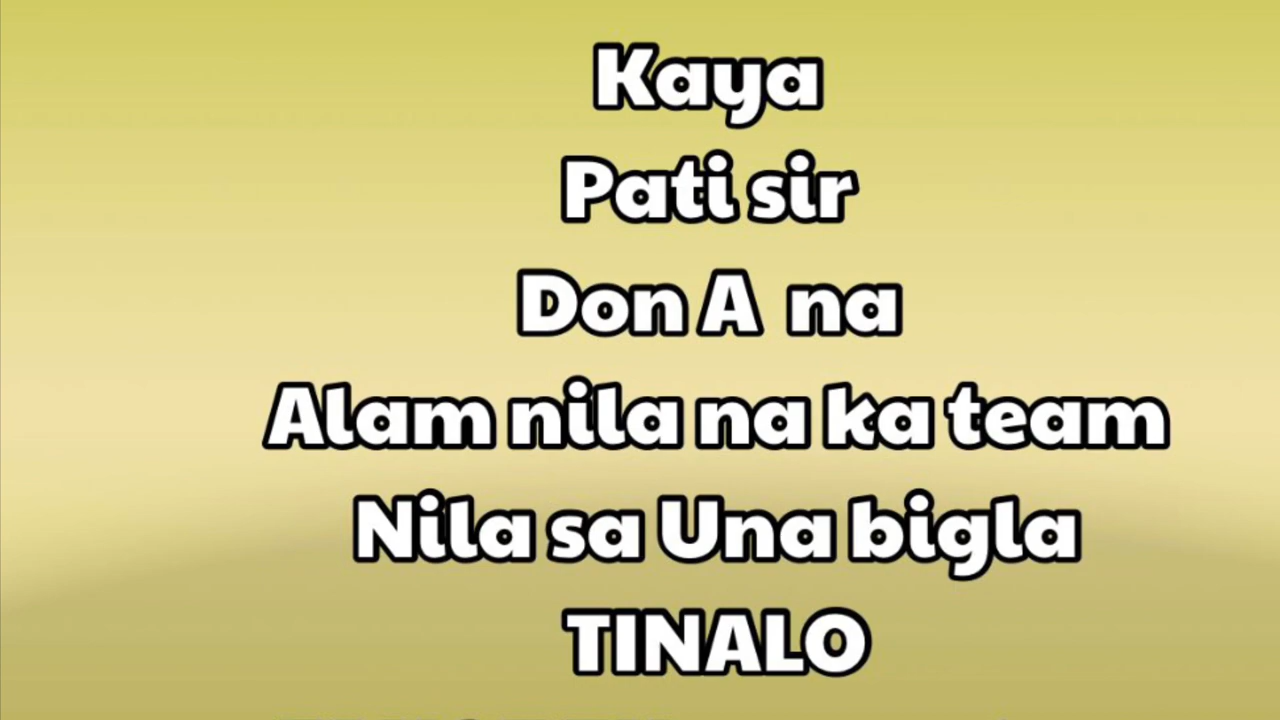 Kaya
Pati sir
Don A na
Alam nila na ka team
Nila sa Una bigla
TINALO